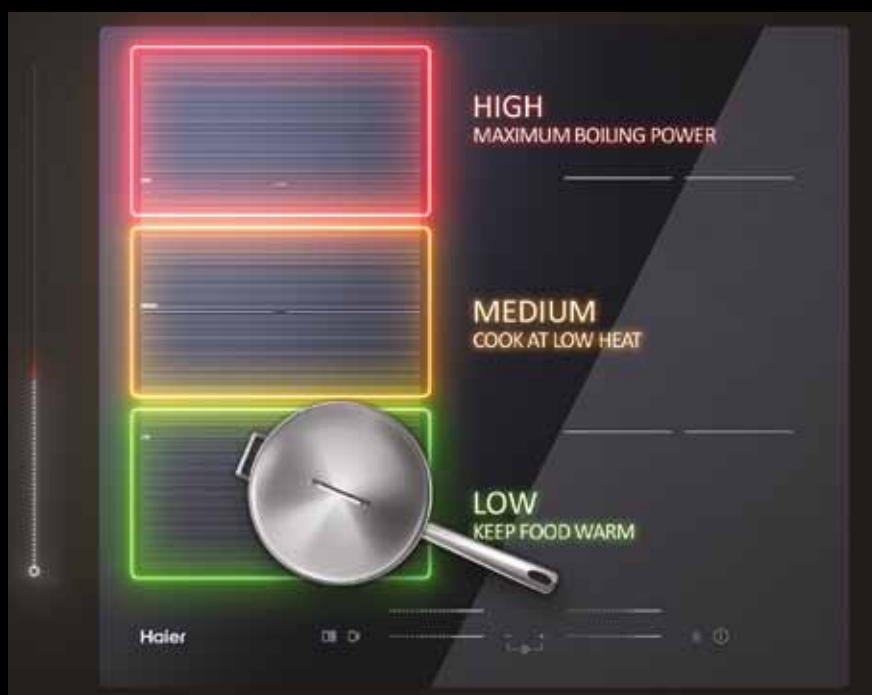 HIGH
MAXIMUM BOILING POWER
MEDIUM
COOK AT LOW HEAT
LOW
KEEP FOOD WARM
Haier